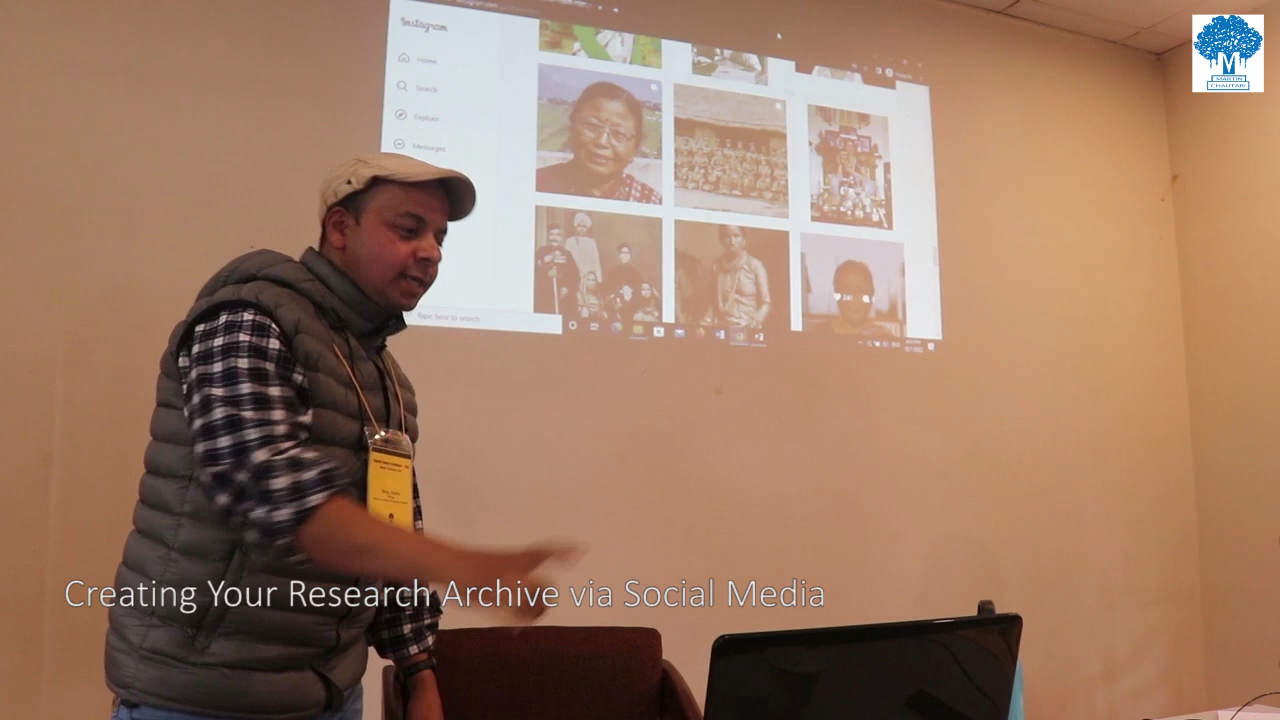 Instagram
Home
Search
Explore
Messages
Type here to search
MARTIN
CHAUTARI
Creating Your Research Archive via Social Media